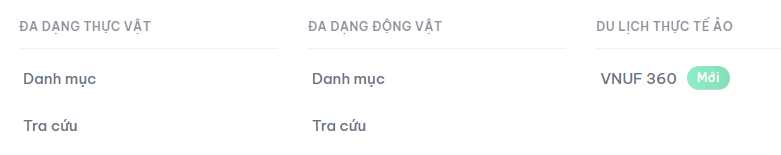 ĐA DẠNG THỰC VẬT
Danh mục
Tra cứu
ĐA DẠNG ĐỘNG VẬT
Danh mục
Tra cứu
DU LỊCH THỰC TẾ ẢO
VNUF 360 Mới